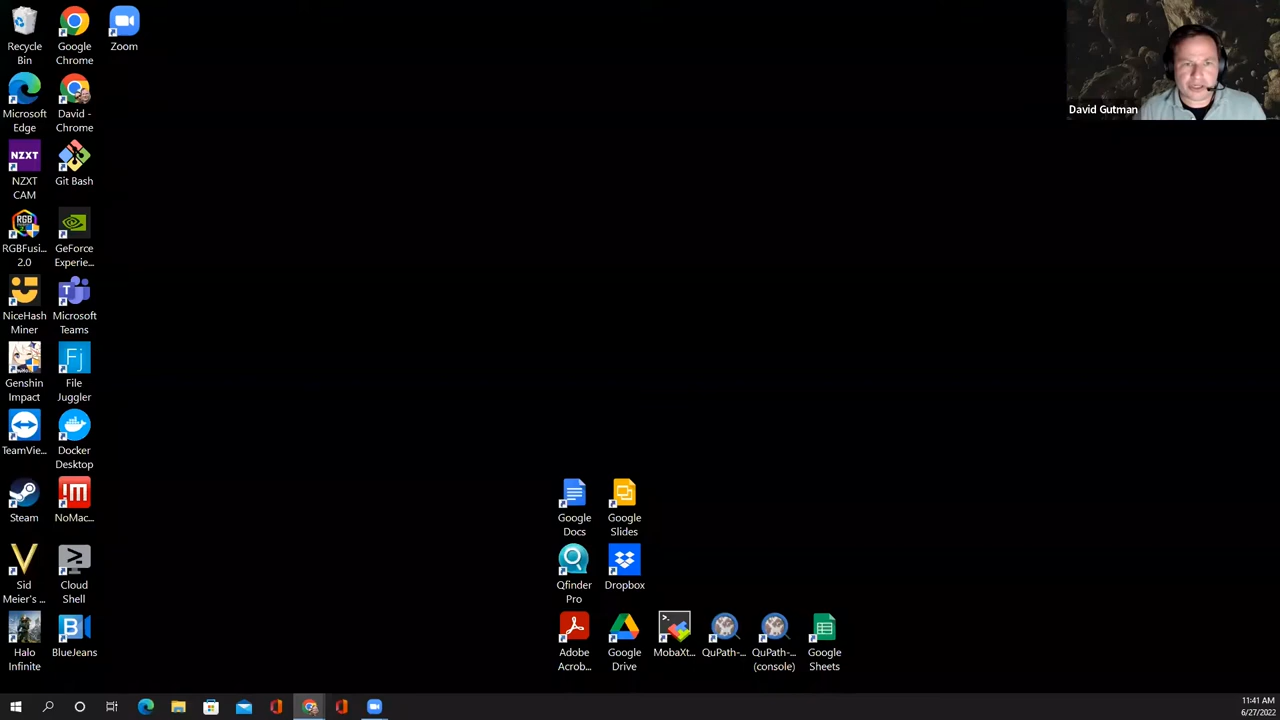 Recycle
Bin
Google
Chrome
Zoom
David Gutman
Microsoft
Edge
David -
Chrome
NZXT
NZXT
CAM
Git Bash
RGB
RGBFusi...
2.0
GeForce
Experie...
NiceHash
Miner
T
Microsoft
Teams
Genshin
Impact
Fj
File
Juggler
TeamVie...
Docker
Desktop
Steam
!M
NoMac...
Google
Docs
Google
Slides
V
Sid
Meier's ...
Cloud
Shell
Qfinder
Pro
Dropbox
Halo
Infinite
B
BlueJeans
Adobe
Acrob...
Google
Drive
MobaXt...
QuPath-...
QuPath-...
(console)
Google
Sheets
11:41 AM
6/27/2022